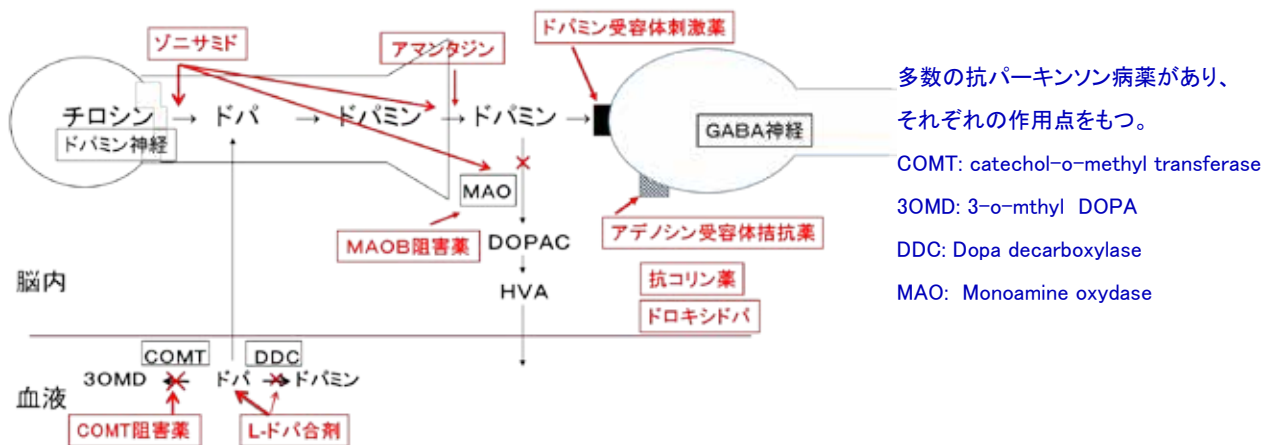 ゾニサミド
アマンタジン
ドパミン受容体刺激薬
チロシン → ドパ → ドパミン → ドパミン →
ドパミン神経
GABA神経
MAO
MAOB阻害薬
DOPAC
アデノシン受容体拮抗薬
脳内
HVA
抗コリン薬
ドロキシドパ
COMT
DDC
3OMD
ドパ
ドパミン
血液
COMT阻害薬
L-ドパ合剤
多数の抗パーキンソン病薬があり、
それぞれの作用点をもつ。
COMT: catechol-o-methyl transferase
3OMD: 3-o-mthyl DOPA
DDC: Dopa decarboxylase
MAO: Monoamine oxydase